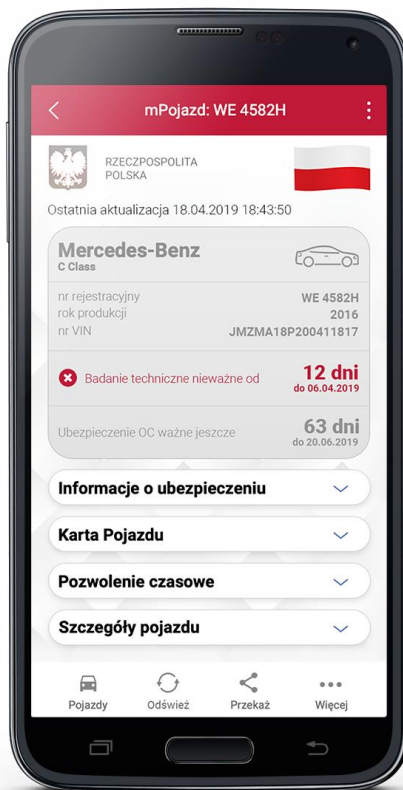 mPojazd: WE 4582H
RZECZPOSPOLITA
POLSKA
Ostatnia aktualizacja 18.04.2019 18:43:50
Mercedes-Benz
C Class
nr rejestracyjny WE 4582H
rok produkcji 2016
nr VIN JMZMA18P200411817
Badanie techniczne nieważne od 12 dni
do 06.04.2019
Ubezpieczenie OC ważne jeszcze 63 dni
do 20.06.2019
Informacje o ubezpieczeniu
Karta Pojazdu
Pozwolenie czasowe
Szczegóły pojazdu
Pojazdy Odśwież Przekaż Więcej